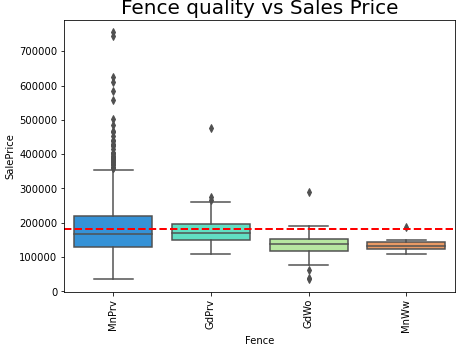 Fence quality vs Sales Price
700000
600000
500000
400000
300000
200000
100000
0
SalePrice
MnPrv
GdPrv
GdWo
MnWw
Fence